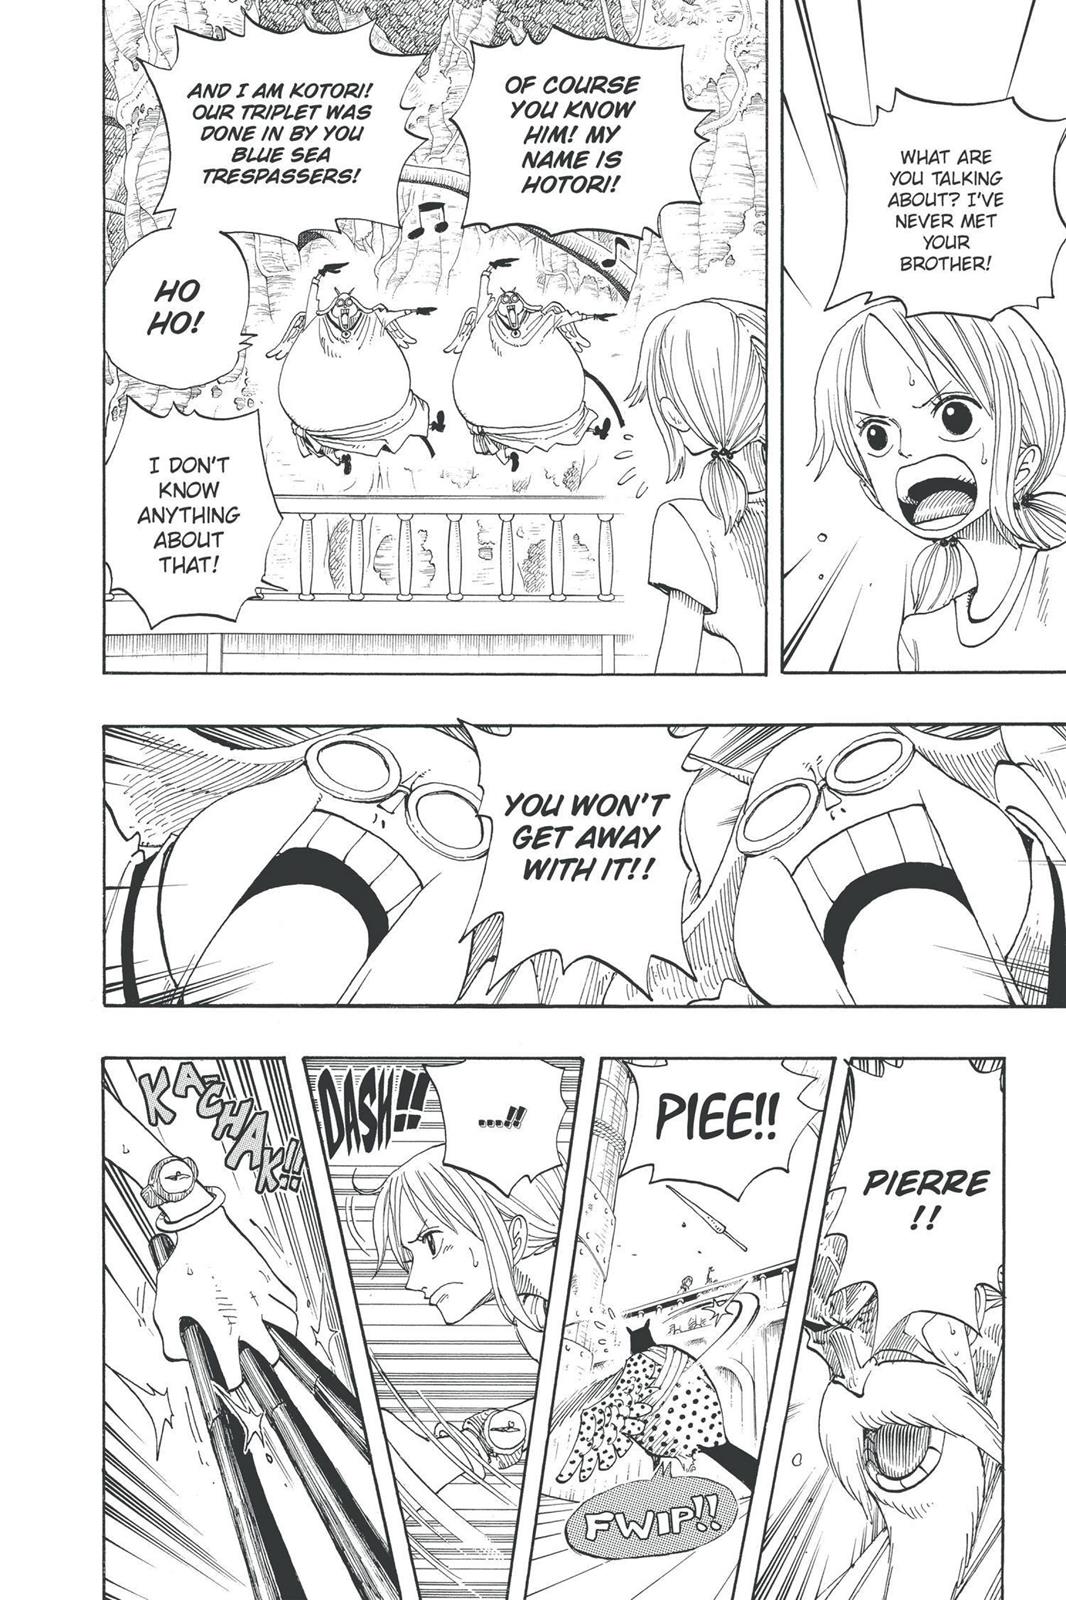 WHAT ARE
YOU TALKING
ABOUT? I'VE
NEVER MET
YOUR
BROTHER!
OF COURSE
YOU KNOW
HIM! MY
NAME IS
HOTORI!
AND I AM KOTORI!
OUR TRIPLET WAS
DONE IN BY YOU
BLUE SEA
TRESPASSERS!
HO
HO!
I DON'T
KNOW
ANYTHING
ABOUT
THAT!
YOU WON'T
GET AWAY
WITH IT!!
PIERRE
!!
PIEE!!
FWIP!!
...!!
DASH!!
KA-CHAK!!